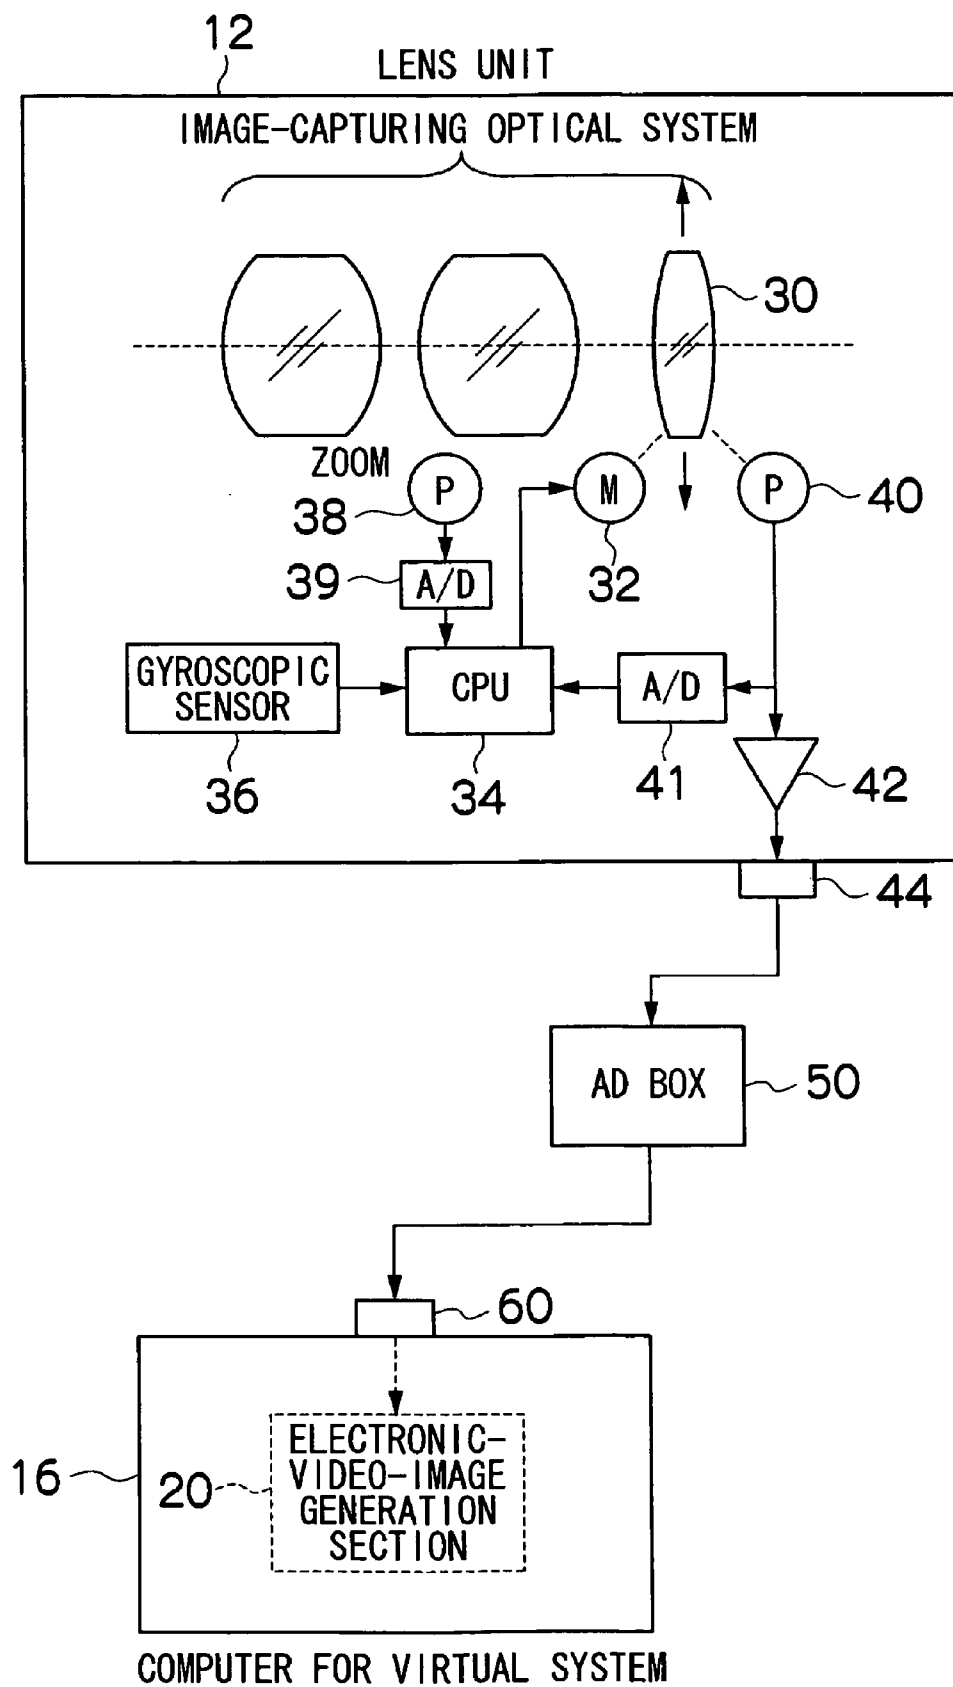 12
LENS UNIT
IMAGE-CAPTURING OPTICAL SYSTEM
30
ZOOM
P
M
P
38
40
32
39
A/D
GYROSCOPIC
SENSOR
CPU
A/D
36
34
41
42
44
AD BOX
50
60
ELECTRONIC-
VIDEO-IMAGE
GENERATION
SECTION
16
20
COMPUTER FOR VIRTUAL SYSTEM